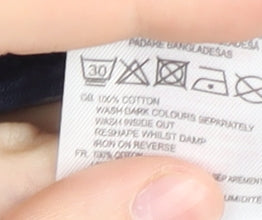 PADARE BANGLADEŠAS
30
GB 100% COTTON
WASH DARK COLOURS SEPARATELY
WASH INSIDE OUT
RESHAPE WHILST DAMP
IRON ON REVERSE
FR 100% COTON